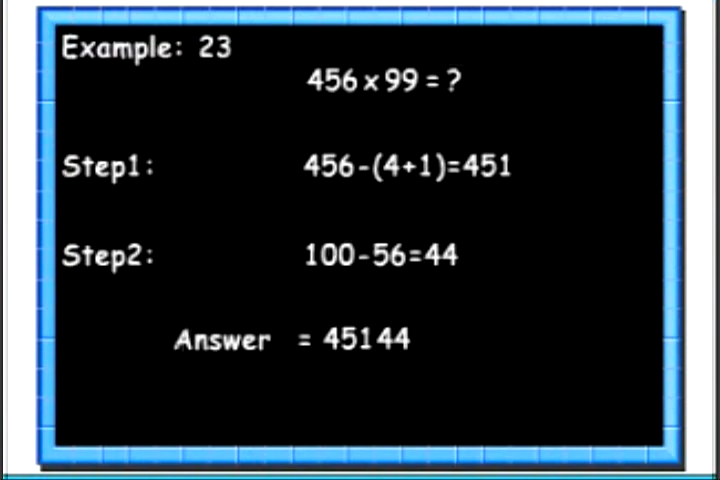 Example: 23
456 x 99 = ?
Step1: 456-(4+1)=451
Step2: 100-56=44
Answer = 45144